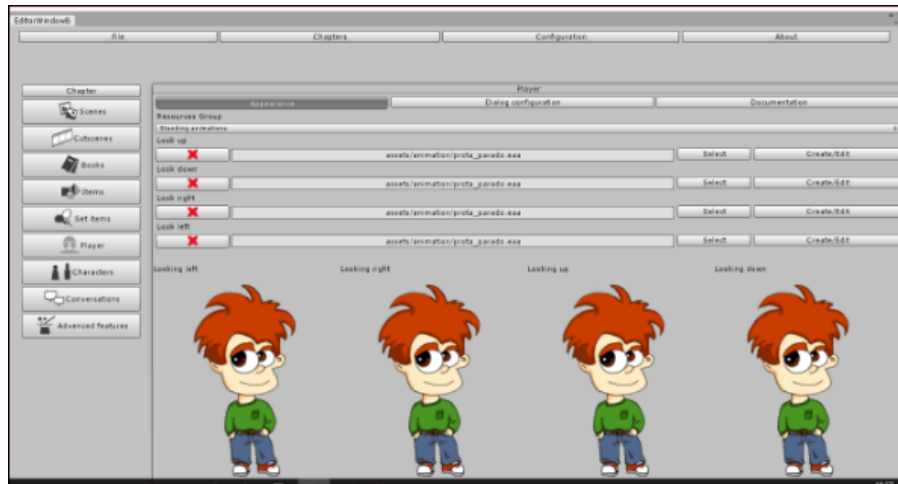 EditorWindow6
File Chapters Configuration About
Chapter
Scenes
Cutscenes
Books
Items
Set items
Player
Characters
Conversations
Advanced features
Player
Appearance Dialog configuration Documentation
Resources Group
Standing animations
Look up
assets/animation/prota_parado.eaa Select Create/Edit
Look down
assets/animation/prota_parado.eaa Select Create/Edit
Look right
assets/animation/prota_parado.eaa Select Create/Edit
Look left
assets/animation/prota_parado.eaa Select Create/Edit
Looking left Looking right Looking up Looking down